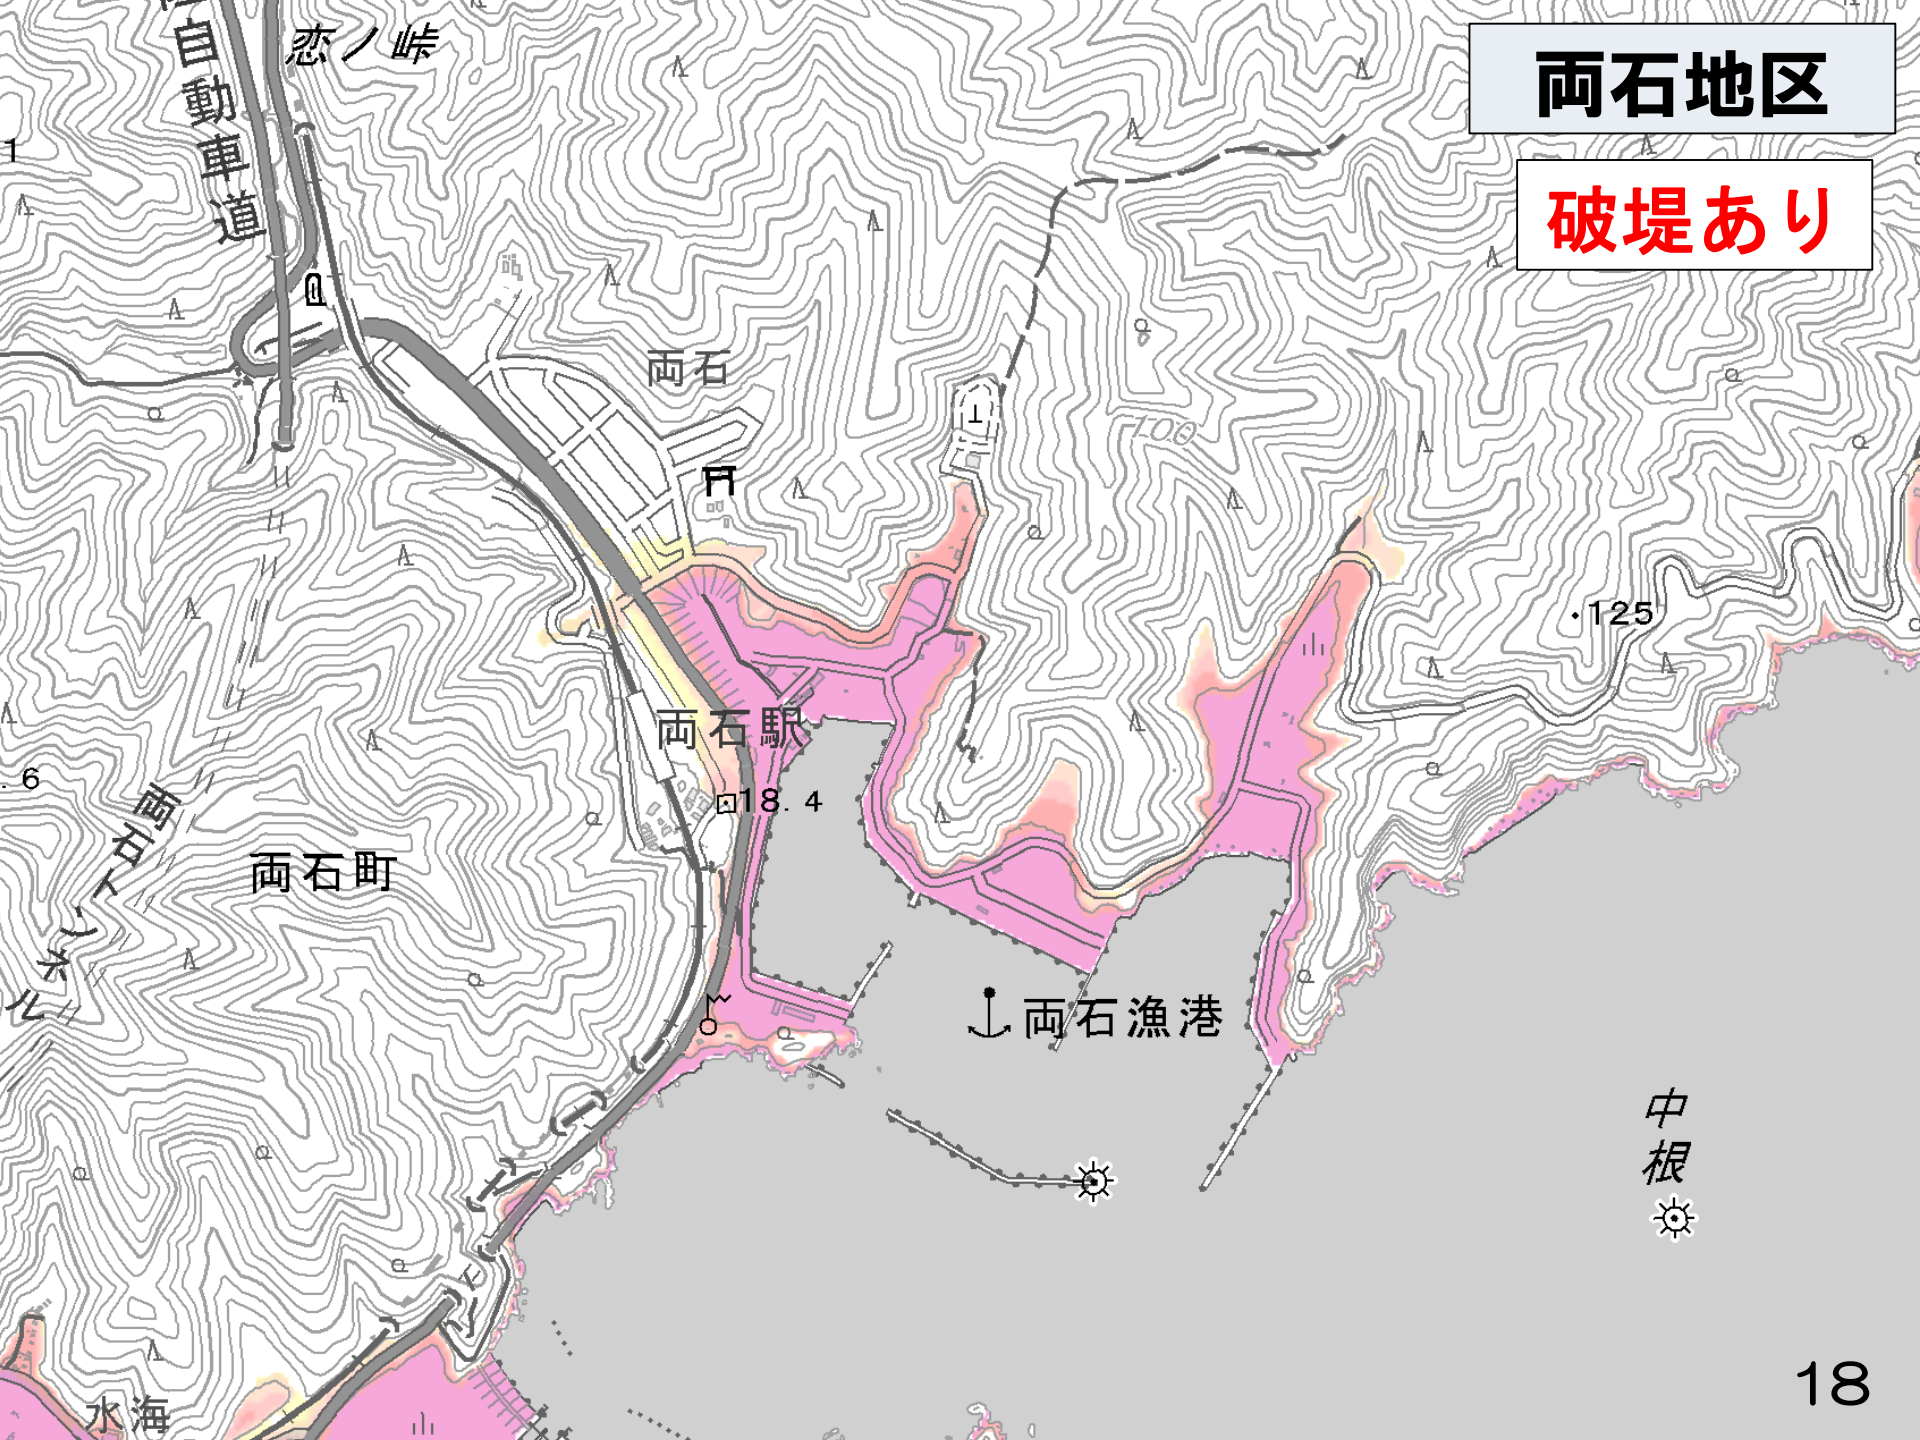 両石地区
破堤あり
自動車道
恋ノ峠
1
両石
100
・125
両石駅
18.4
.6
両石トンネル
両石町
両石漁港
中根
水海
18